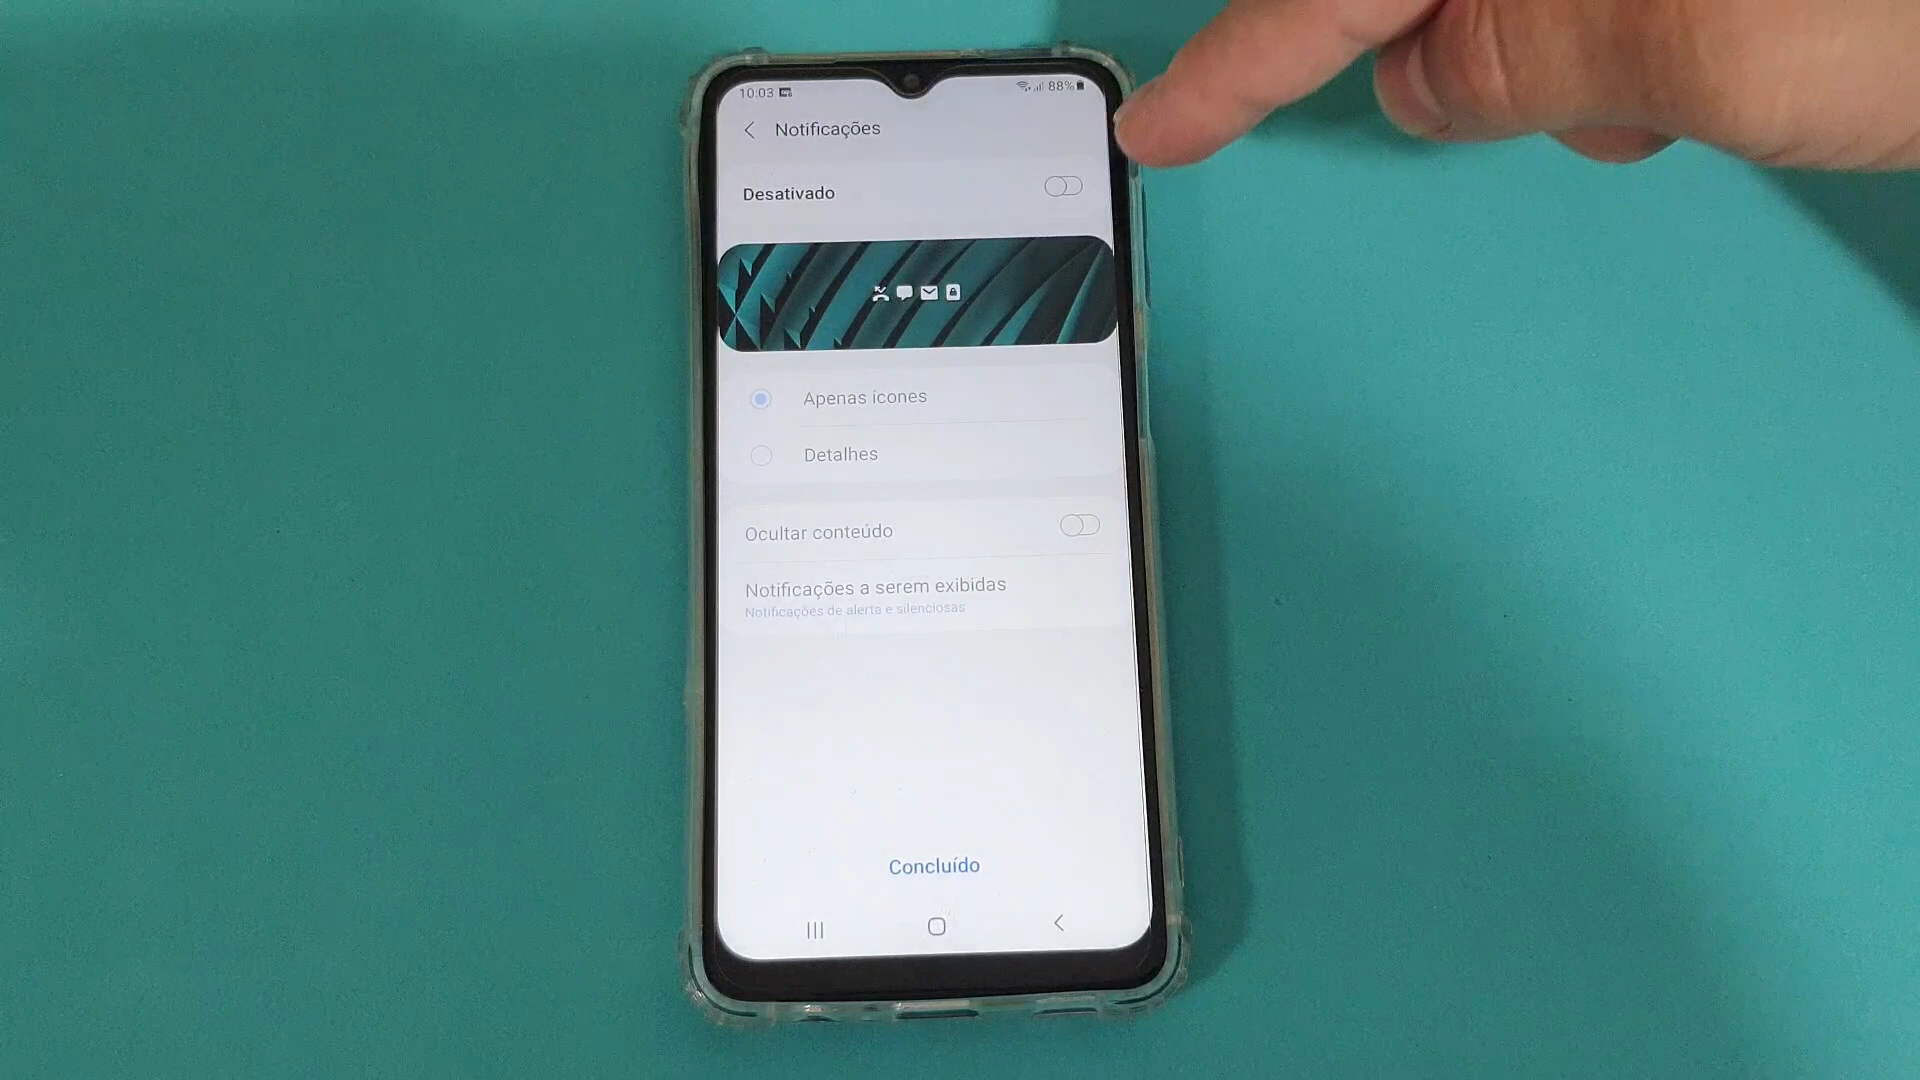 10:03
88%
Notificações
Desativado
Apenas ícones
Detalhes
Ocultar conteúdo
Notificações a serem exibidas
Notificações de alerta e silenciosas
Concluído